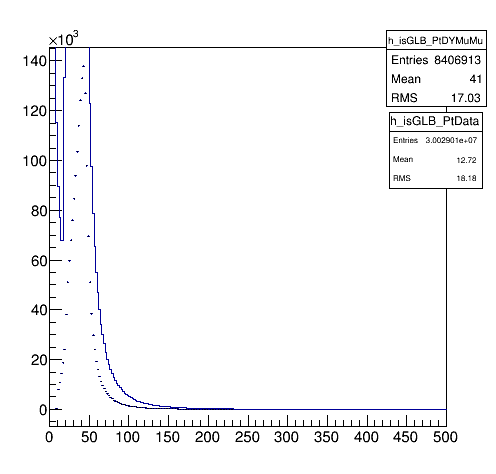 ×10³
h_isGLB_PtDYMuMu
Entries 8406913
Mean 41
RMS 17.03
h_isGLB_PtData
Entries 3.002901e+07
Mean 12.72
RMS 18.18
140
120
100
80
60
40
20
0
0 50 100 150 200 250 300 350 400 450 500